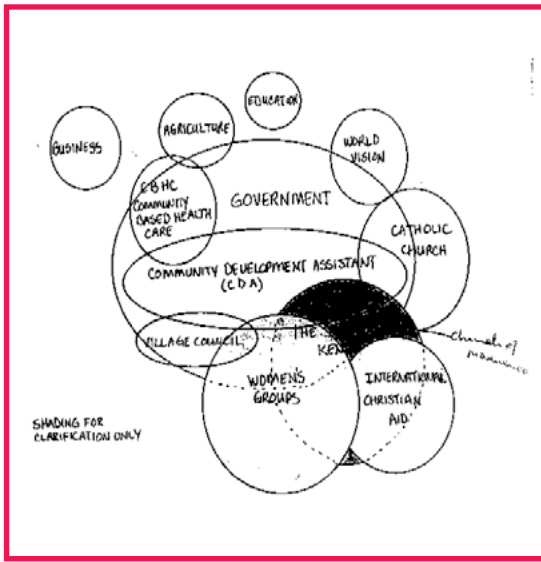 EDUCATION
AGRICULTURE
BUSINESS
WORLD
VISION
CBHC
COMMUNITY
BASED HEALTH
CARE
GOVERNMENT
CATHOLIC
CHURCH
COMMUNITY DEVELOPMENT ASSISTANT
(CDA)
VILLAGE COUNCIL
THE
KEN
Church of
WOMEN'S
GROUPS
INTERNATIONAL
CHRISTIAN
AID
SHADING FOR
CLARIFICATION ONLY